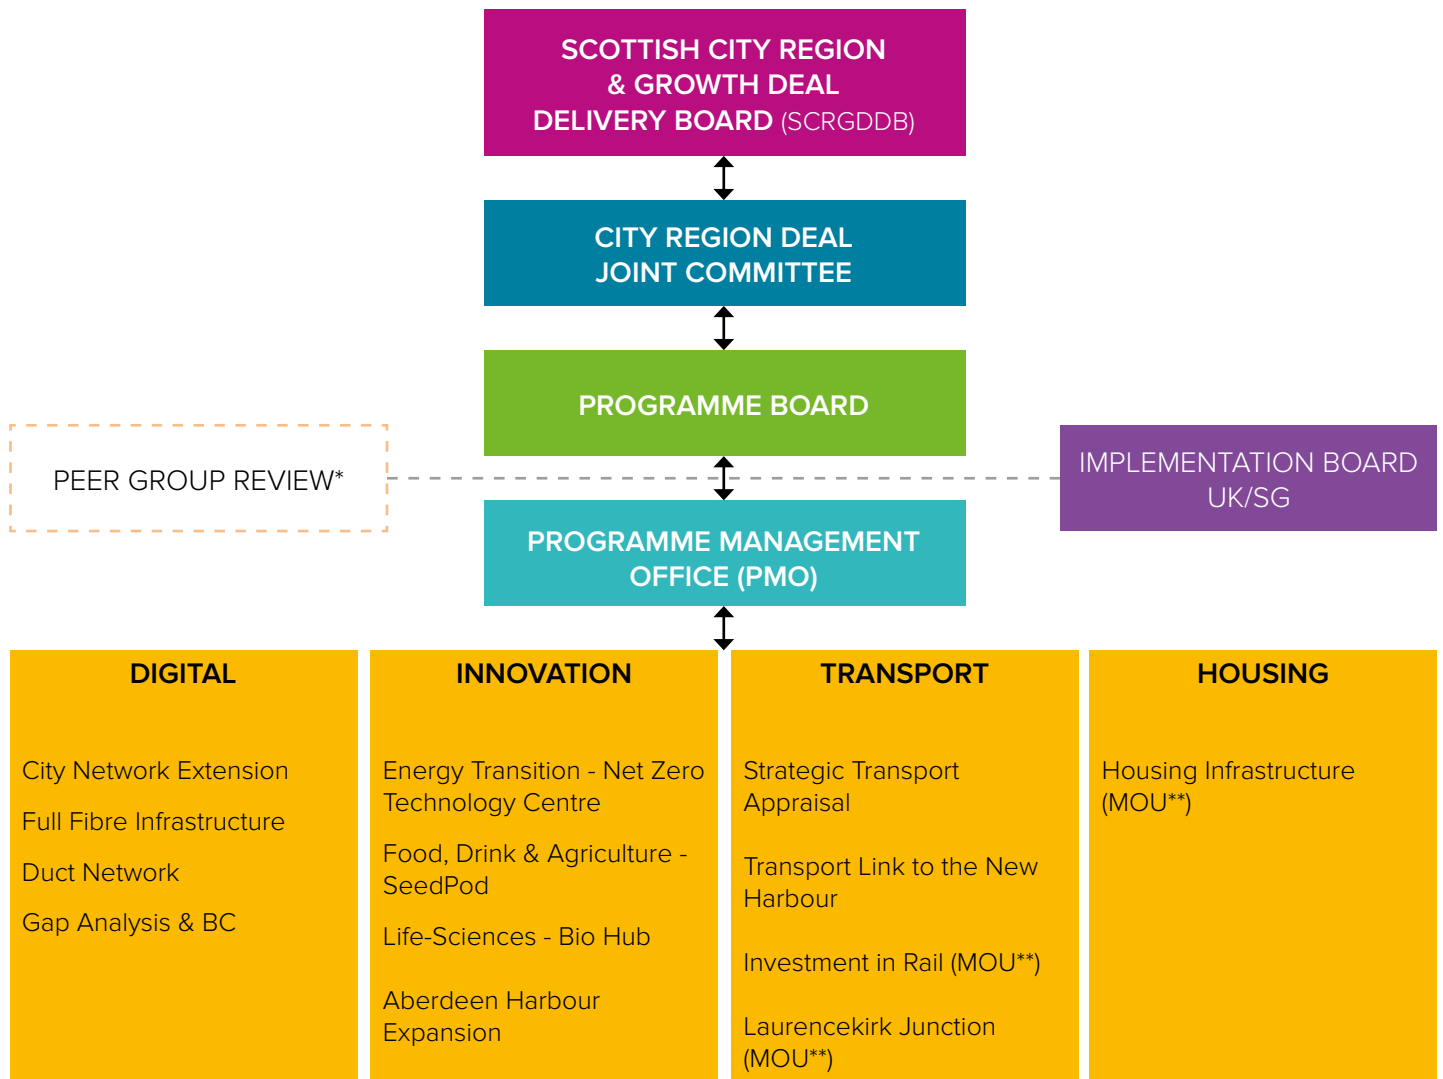 SCOTTISH CITY REGION
& GROWTH DEAL
DELIVERY BOARD (SCRGDDB)
CITY REGION DEAL
JOINT COMMITTEE
PROGRAMME BOARD
PEER GROUP REVIEW*
IMPLEMENTATION BOARD
UK/SG
PROGRAMME MANAGEMENT
OFFICE (PMO)
DIGITAL
City Network Extension
Full Fibre Infrastructure
Duct Network
Gap Analysis & BC
INNOVATION
Energy Transition - Net Zero
Technology Centre
Food, Drink & Agriculture -
SeedPod
Life-Sciences - Bio Hub
Aberdeen Harbour
Expansion
TRANSPORT
Strategic Transport
Appraisal
Transport Link to the New
Harbour
Investment in Rail (MOU**)
Laurencekirk Junction
(MOU**)
HOUSING
Housing Infrastructure
(MOU**)